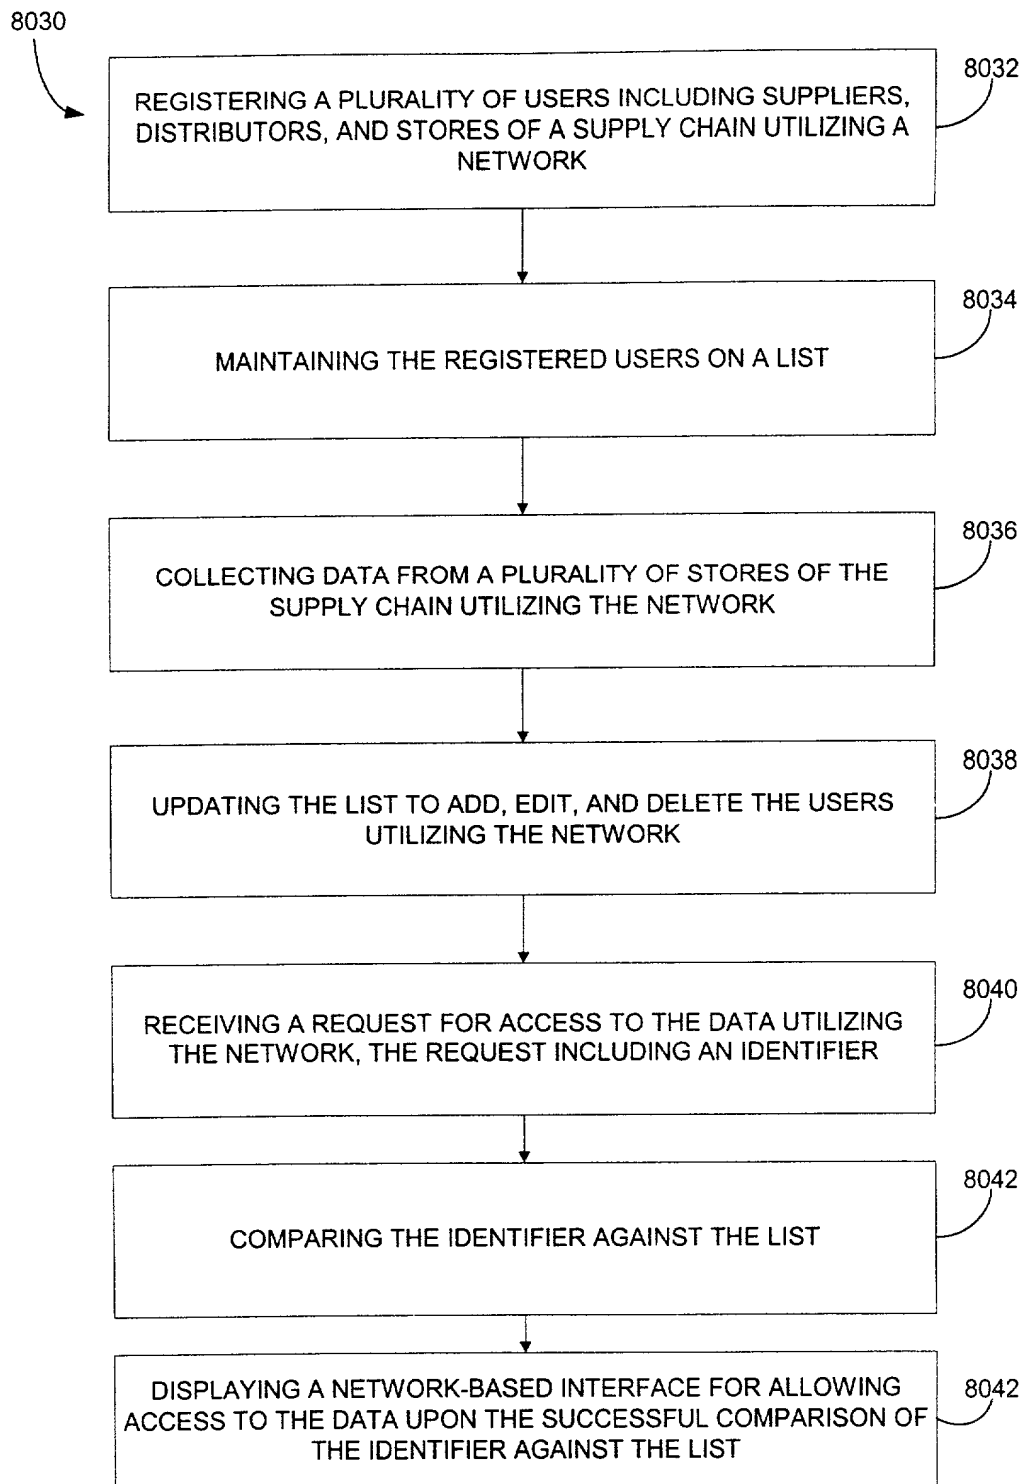 8030
8032
REGISTERING A PLURALITY OF USERS INCLUDING SUPPLIERS,
DISTRIBUTORS, AND STORES OF A SUPPLY CHAIN UTILIZING A
NETWORK
8034
MAINTAINING THE REGISTERED USERS ON A LIST
8036
COLLECTING DATA FROM A PLURALITY OF STORES OF THE
SUPPLY CHAIN UTILIZING THE NETWORK
8038
UPDATING THE LIST TO ADD, EDIT, AND DELETE THE USERS
UTILIZING THE NETWORK
8040
RECEIVING A REQUEST FOR ACCESS TO THE DATA UTILIZING
THE NETWORK, THE REQUEST INCLUDING AN IDENTIFIER
8042
COMPARING THE IDENTIFIER AGAINST THE LIST
8042
DISPLAYING A NETWORK-BASED INTERFACE FOR ALLOWING
ACCESS TO THE DATA UPON THE SUCCESSFUL COMPARISON OF
THE IDENTIFIER AGAINST THE LIST